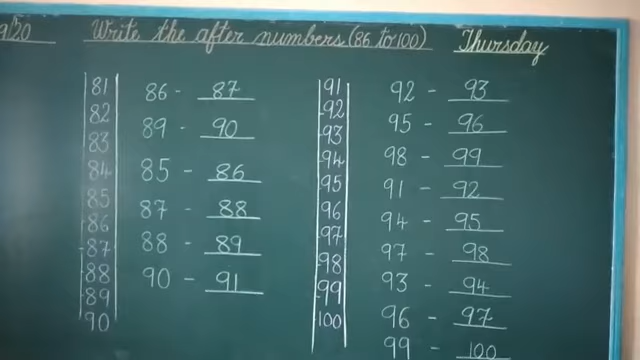 9/20 Write the after numbers (86 to 100) Thursday
81
82
83
84
85
86
87
88
89
90
86 - 87
89 - 90
85 - 86
87 - 88
88 - 89
90 - 91
91
92
93
94
95
96
97
98
99
100
92 - 93
95 - 96
98 - 99
91 - 92
94 - 95
97 - 98
93 - 94
96 - 97
99 - 100